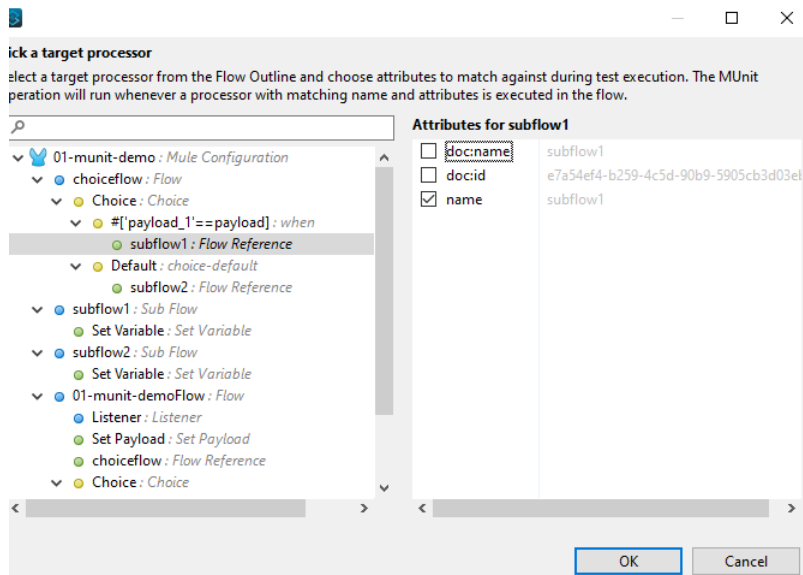 ick a target processor
elect a target processor from the Flow Outline and choose attributes to match against during test execution. The MUnit
peration will run whenever a processor with matching name and attributes is executed in the flow.
01-munit-demo : Mule Configuration
choiceflow : Flow
Choice : Choice
#['payload_1'==payload] : when
subflow1 : Flow Reference
Default : choice-default
subflow2 : Flow Reference
subflow1 : Sub Flow
Set Variable : Set Variable
subflow2 : Sub Flow
Set Variable : Set Variable
01-munit-demoFlow : Flow
Listener : Listener
Set Payload : Set Payload
choiceflow : Flow Reference
Choice : Choice
Attributes for subflow1
doc:name subflow1
doc:id e7a54ef4-b259-4c5d-90b9-5905cb3d03eb
name subflow1
OK Cancel